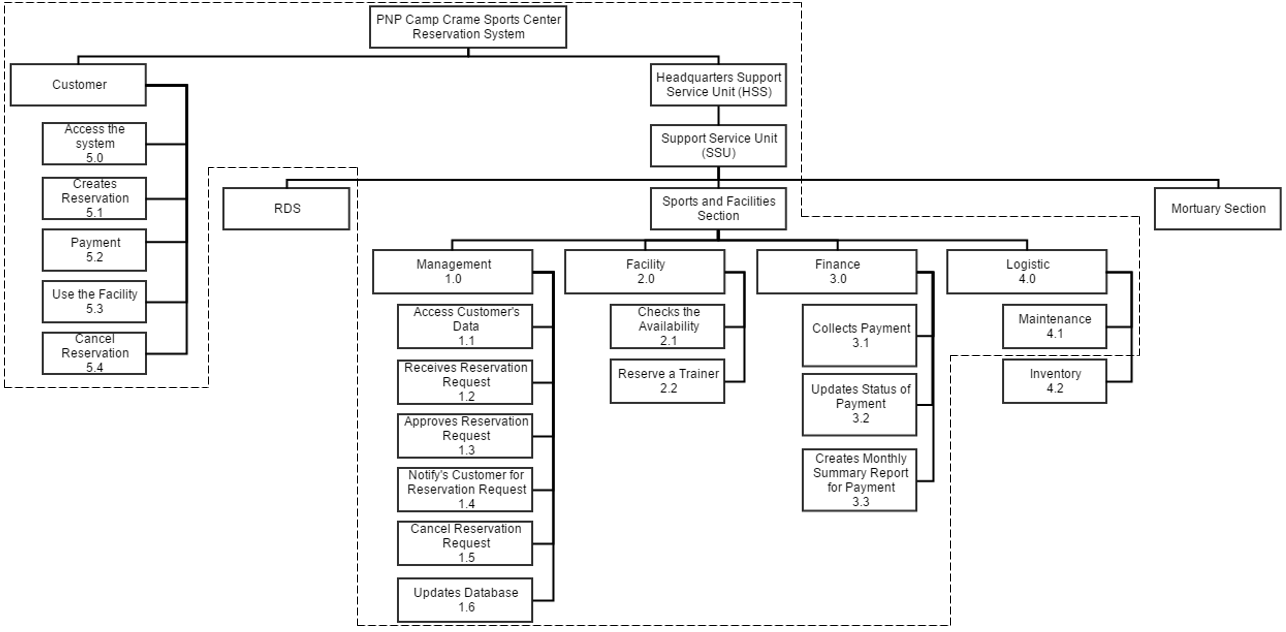 PNP Camp Crame Sports Center
Reservation System
Customer
Access the
system
5.0
Creates
Reservation
5.1
Payment
5.2
Use the Facility
5.3
Cancel
Reservation
5.4
Headquarters Support
Service Unit (HSS)
Support Service Unit
(SSU)
RDS
Sports and Facilities
Section
Mortuary Section
Management
1.0
Access Customer's
Data
1.1
Receives Reservation
Request
1.2
Approves Reservation
Request
1.3
Notify's Customer for
Reservation Request
1.4
Cancel Reservation
Request
1.5
Updates Database
1.6
Facility
2.0
Checks the
Availability
2.1
Reserve a Trainer
2.2
Finance
3.0
Collects Payment
3.1
Updates Status of
Payment
3.2
Creates Monthly
Summary Report
for Payment
3.3
Logistic
4.0
Maintenance
4.1
Inventory
4.2